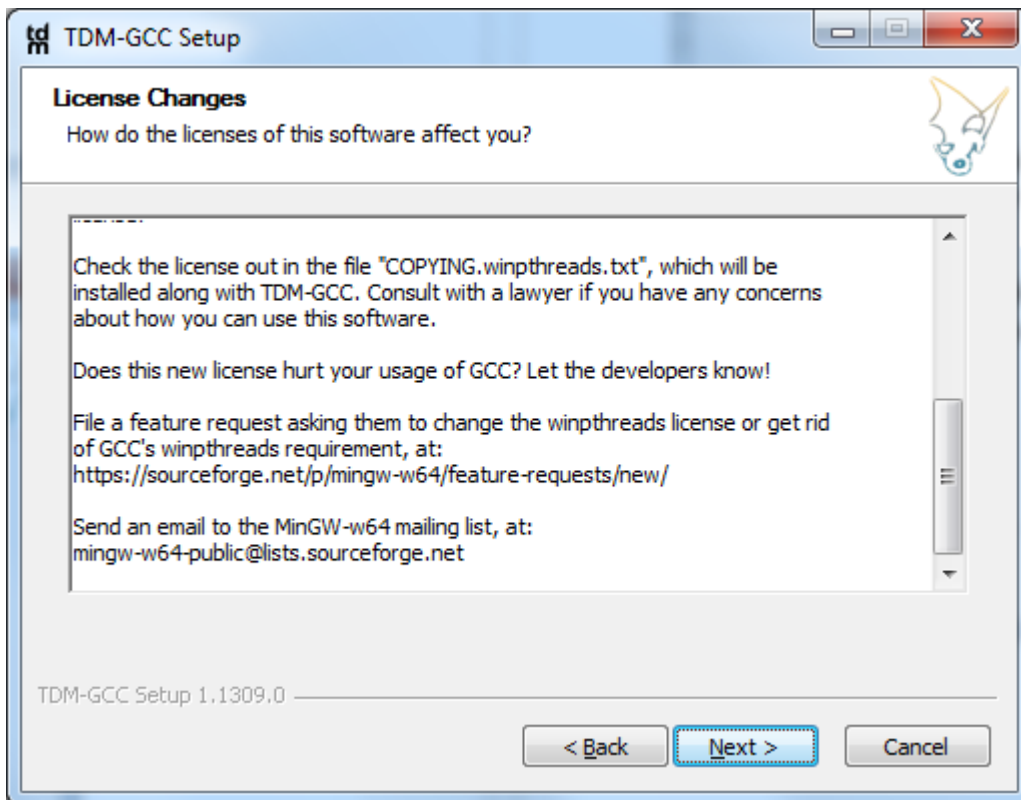 tdm
TDM-GCC Setup
License Changes
How do the licenses of this software affect you?
Check the license out in the file "COPYING.winpthreads.txt", which will be
installed along with TDM-GCC. Consult with a lawyer if you have any concerns
about how you can use this software.
Does this new license hurt your usage of GCC? Let the developers know!
File a feature request asking them to change the winpthreads license or get rid
of GCC's winpthreads requirement, at:
https://sourceforge.net/p/mingw-w64/feature-requests/new/
Send an email to the MinGW-w64 mailing list, at:
mingw-w64-public@lists.sourceforge.net
TDM-GCC Setup 1.1309.0
< Back
Next >
Cancel